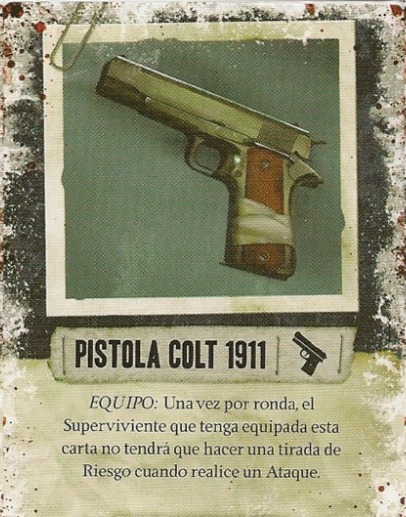 PISTOLA COLT 1911
EQUIPO: Una vez por ronda, el
Superviviente que tenga equipada esta
carta no tendrá que hacer una tirada de
Riesgo cuando realice un Ataque.